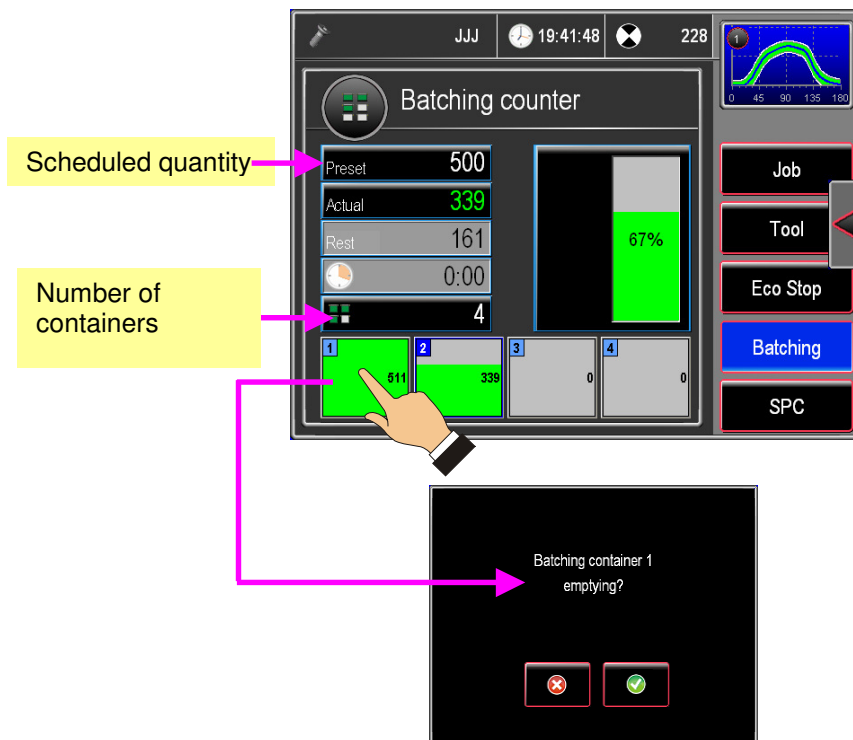 JJJ
19:41:48
228
1
0 45 90 135 180
Batching counter
Scheduled quantity
Preset 500
Actual 339
Rest 161
0:00
4
67%
Number of
containers
1 2 3 4
511 339 0 0
Job
Tool
Eco Stop
Batching
SPC
Batching container 1
emptying?